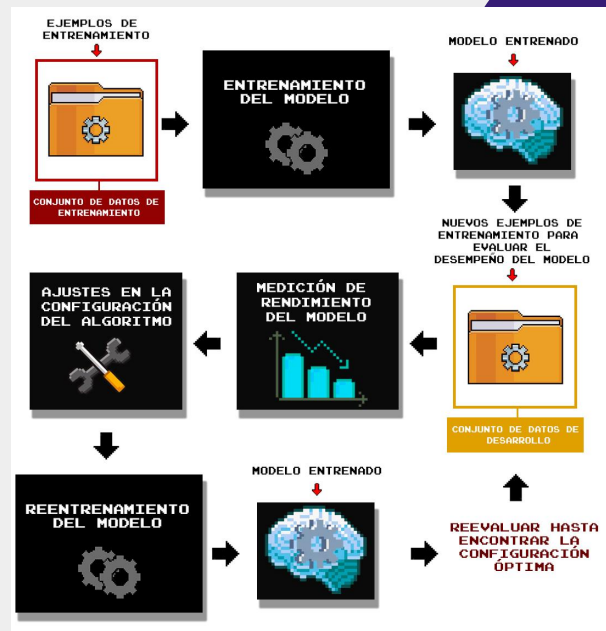 EJEMPLOS DE
ENTRENAMIENTO
CONJUNTO DE DATOS DE
ENTRENAMIENTO
ENTRENAMIENTO
DEL MODELO
MODELO ENTRENADO
NUEVOS EJEMPLOS DE
ENTRENAMIENTO PARA
EVALUAR EL
DESEMPEÑO DEL MODELO
CONJUNTO DE DATOS DE
DESARROLLO
MEDICIÓN DE
RENDIMIENTO
DEL MODELO
AJUSTES EN LA
CONFIGURACIÓN
DEL ALGORITMO
REENTRENAMIENTO
DEL MODELO
MODELO ENTRENADO
REEVALUAR HASTA
ENCONTRAR LA
CONFIGURACIÓN
ÓPTIMA